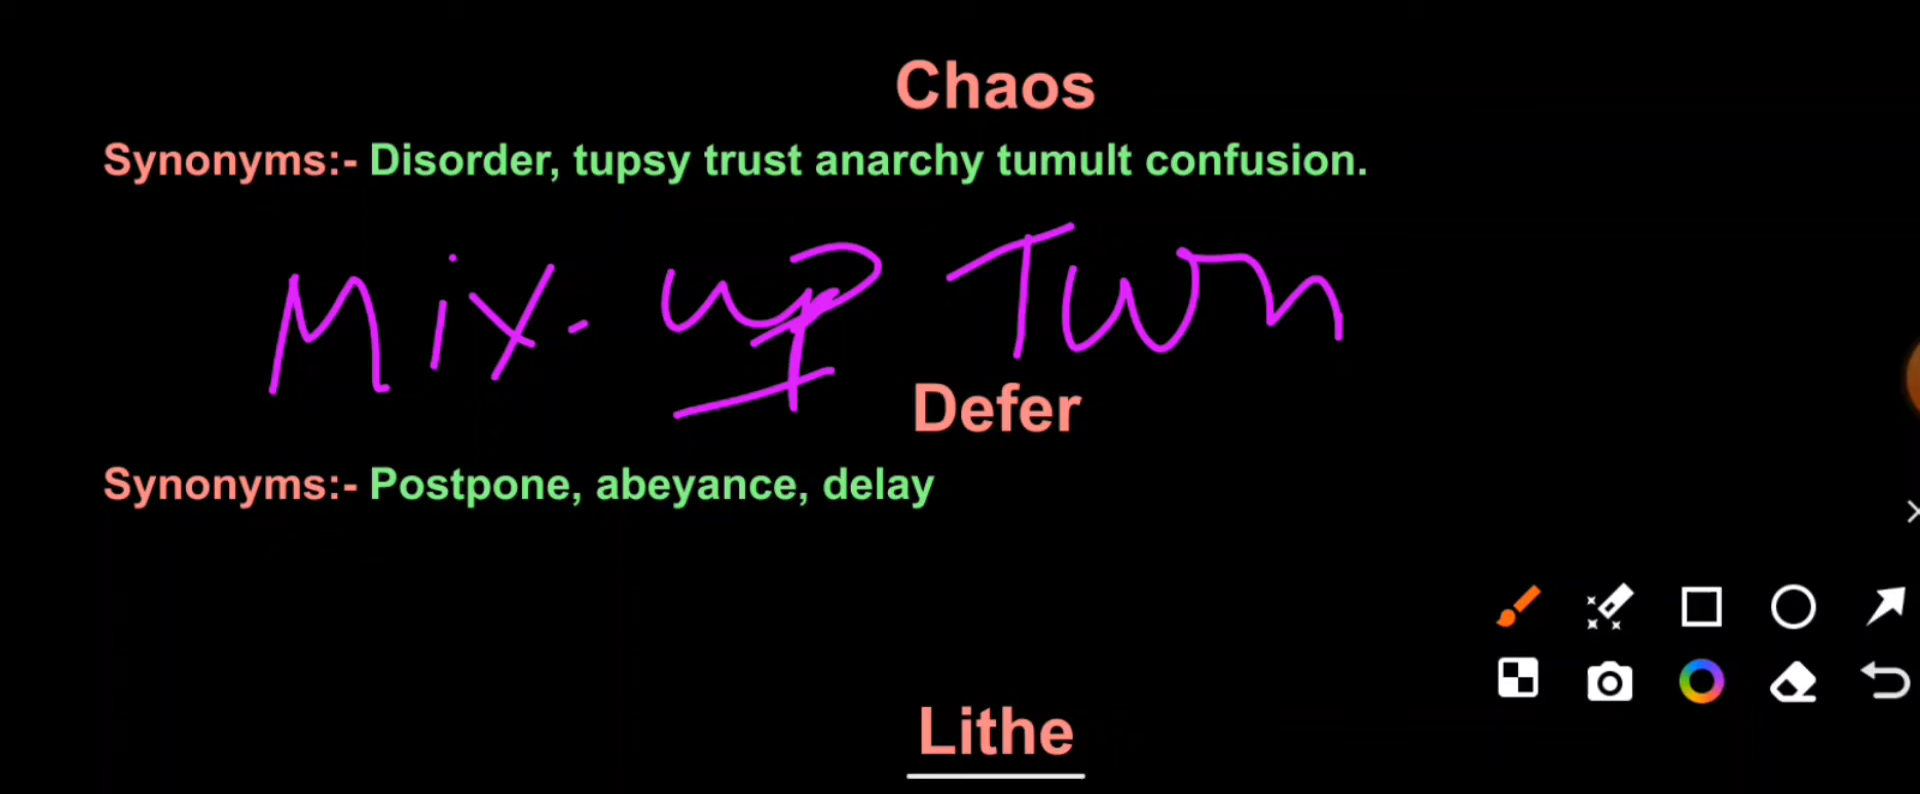 Chaos
Synonyms:- Disorder, tupsy trust anarchy tumult confusion.
Mix-up Turn
Defer
Synonyms:- Postpone, abeyance, delay
Lithe